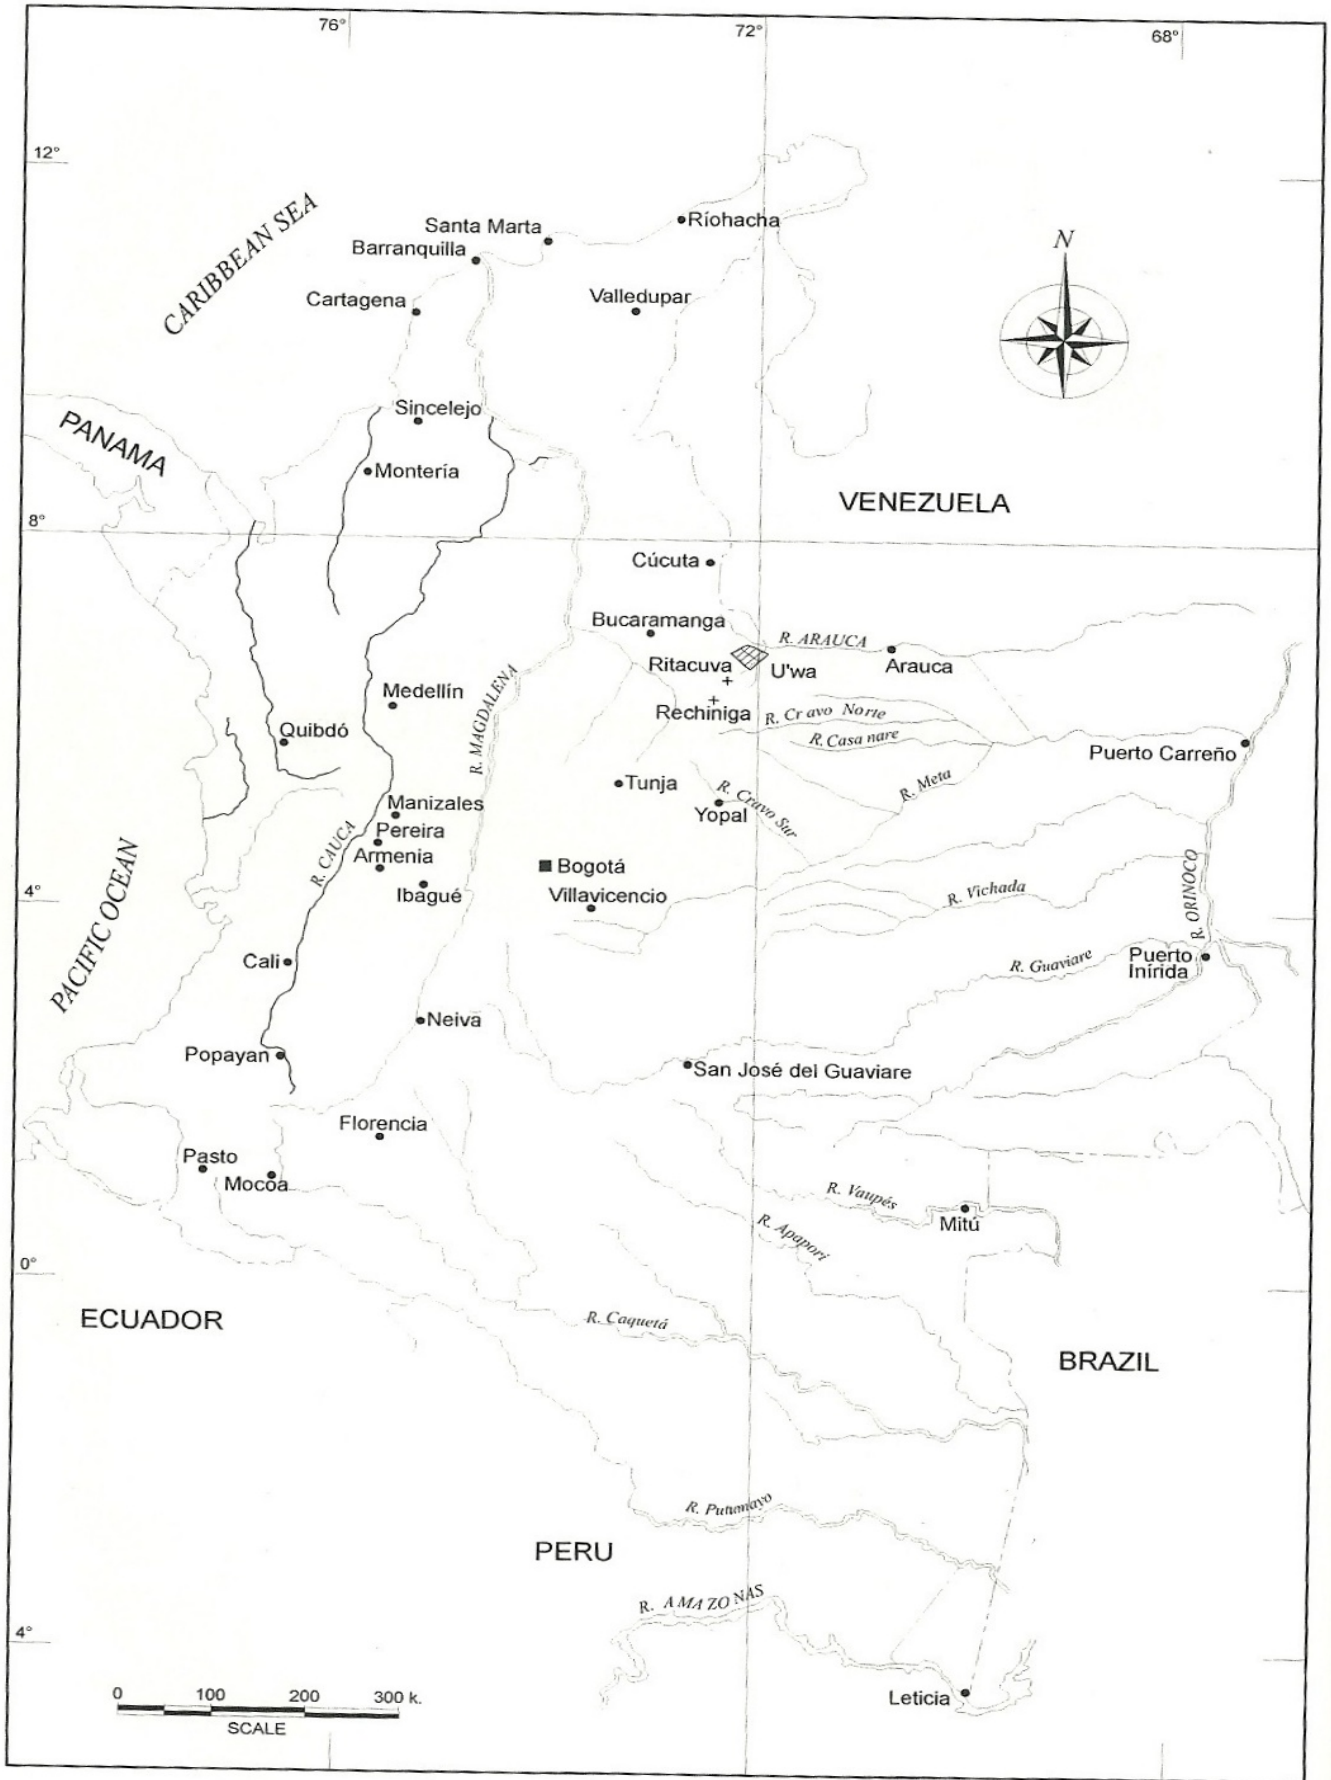 76°
72°
68°
12°
CARIBBEAN SEA
Santa Marta
Ríohacha
Barranquilla
N
Cartagena
Valledupar
Sincelejo
PANAMA
Montería
VENEZUELA
8°
Cúcuta
Bucaramanga
R. ARAUCA
Ritacuva
U'wa
Arauca
Medellín
R. MAGDALENA
Rechiniga
R. Cravo Norte
Quibdó
R. Casanare
Puerto Carreño
Tunja
R. Cravo Sur
R. Meta
Manizales
Yopal
Pereira
R. CAUCA
Armenia
Bogotá
PACIFIC OCEAN
4°
Ibagué
Villavicencio
R. Vichada
R. ORINOCO
Cali
R. Guaviare
Puerto
Inírida
Neiva
Popayan
San José del Guaviare
Florencia
Pasto
Mocoa
R. Vaupés
Mitú
R. Apapori
0°
ECUADOR
R. Caquetá
BRAZIL
R. Putumayo
PERU
R. AMAZONAS
4°
Leticia
0 100 200 300 k.
SCALE